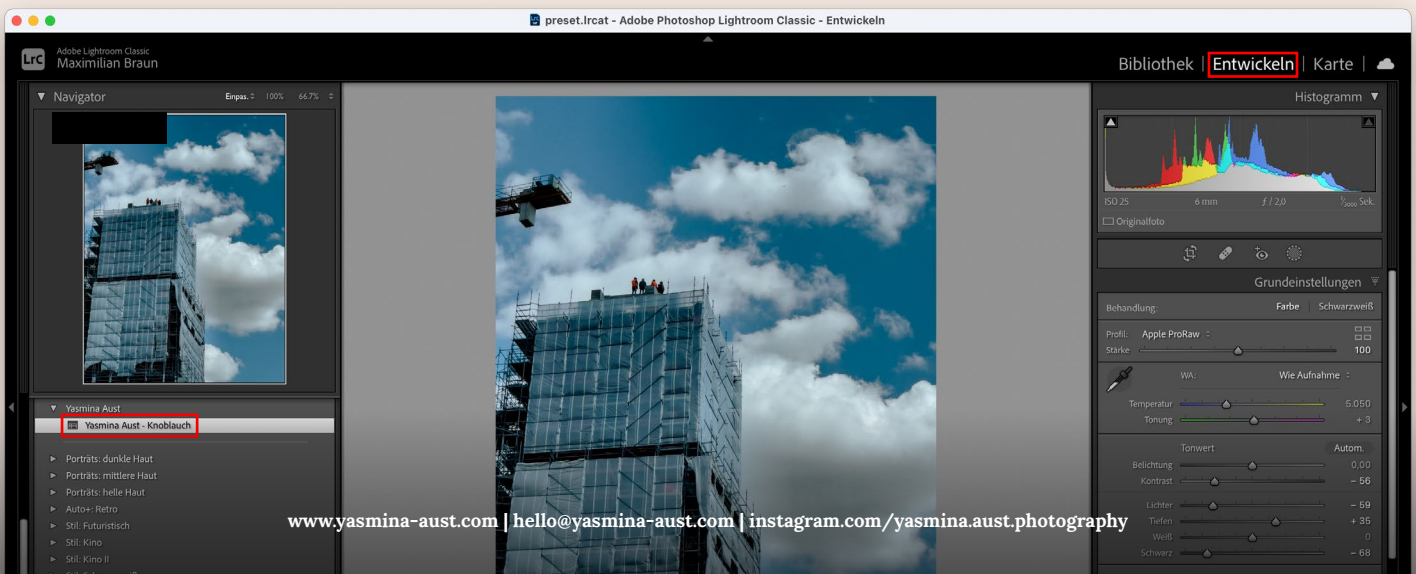 preset.lrcat - Adobe Photoshop Lightroom Classic - Entwickeln
LrC
Adobe Lightroom Classic
Maximilian Braun
Bibliothek | Entwickeln | Karte |
Navigator
Einpas. 100% 66.7%
Histogramm
ISO 25 6 mm ƒ / 2,0 1/3000 Sek.
Originalfoto
Grundeinstellungen
Behandlung: Farbe | Schwarzweiß
Profil: Apple ProRaw
Stärke 100
WA: Wie Aufnahme
Temperatur 5.050
Tonung + 3
Tonwert Autom.
Belichtung 0,00
Kontrast – 56
Lichter – 59
Tiefen + 35
Weiß 0
Schwarz – 68
Yasmina Aust
Yasmina Aust - Knoblauch
Porträts: dunkle Haut
Porträts: mittlere Haut
Porträts: helle Haut
Auto+: Retro
Stil: Futuristisch
Stil: Kino
Stil: Kino II
www.yasmina-aust.com | hello@yasmina-aust.com | instagram.com/yasmina.aust.photography